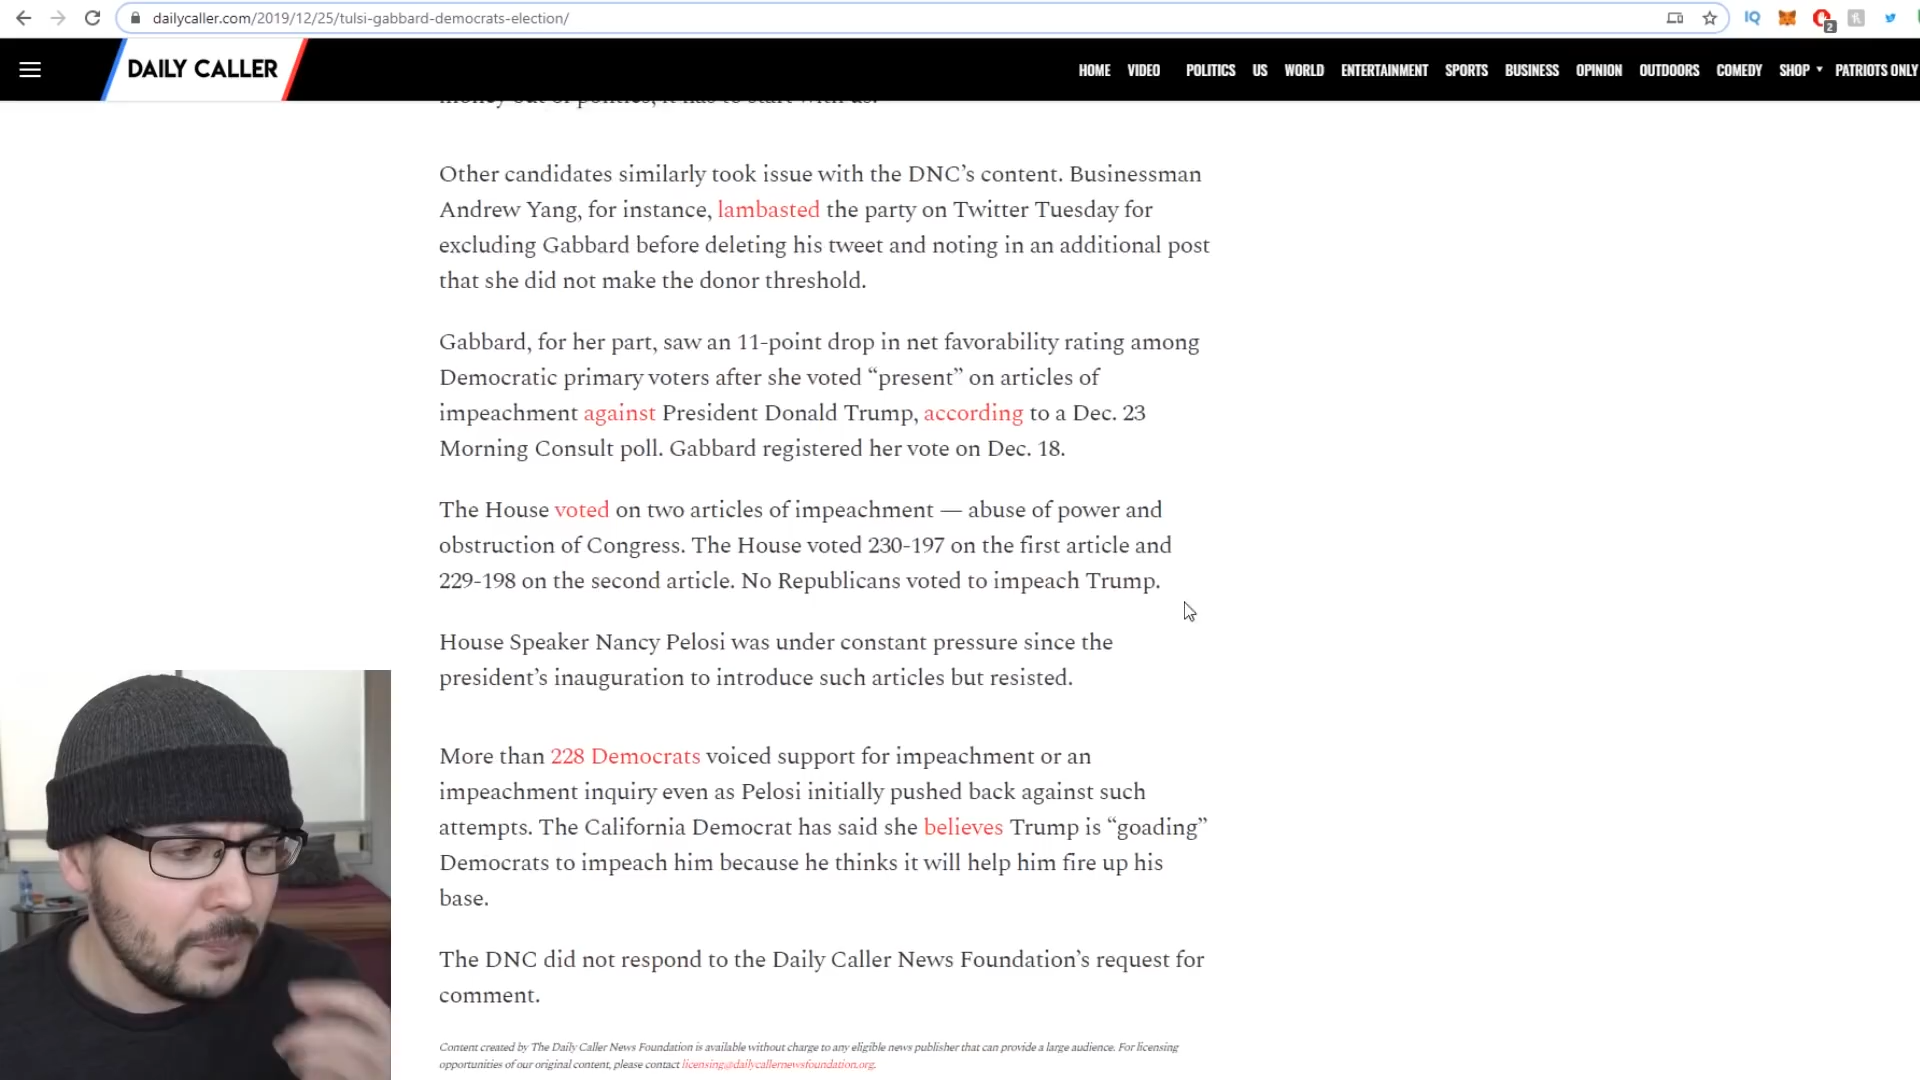 dailycaller.com/2019/12/25/tulsi-gabbard-democrats-election/
IQ
2
DAILY CALLER
HOME VIDEO POLITICS US WORLD ENTERTAINMENT SPORTS BUSINESS OPINION OUTDOORS COMEDY SHOP PATRIOTS ONLY
money out of politics, it has to start with us.
Other candidates similarly took issue with the DNC’s content. Businessman
Andrew Yang, for instance, lambasted the party on Twitter Tuesday for
excluding Gabbard before deleting his tweet and noting in an additional post
that she did not make the donor threshold.
Gabbard, for her part, saw an 11-point drop in net favorability rating among
Democratic primary voters after she voted “present” on articles of
impeachment against President Donald Trump, according to a Dec. 23
Morning Consult poll. Gabbard registered her vote on Dec. 18.
The House voted on two articles of impeachment — abuse of power and
obstruction of Congress. The House voted 230-197 on the first article and
229-198 on the second article. No Republicans voted to impeach Trump.
House Speaker Nancy Pelosi was under constant pressure since the
president’s inauguration to introduce such articles but resisted.
More than 228 Democrats voiced support for impeachment or an
impeachment inquiry even as Pelosi initially pushed back against such
attempts. The California Democrat has said she believes Trump is “goading”
Democrats to impeach him because he thinks it will help him fire up his
base.
The DNC did not respond to the Daily Caller News Foundation’s request for
comment.
Content created by The Daily Caller News Foundation is available without charge to any eligible news publisher that can provide a large audience. For licensing
opportunities of our original content, please contact licensing@dailycallernewsfoundation.org.